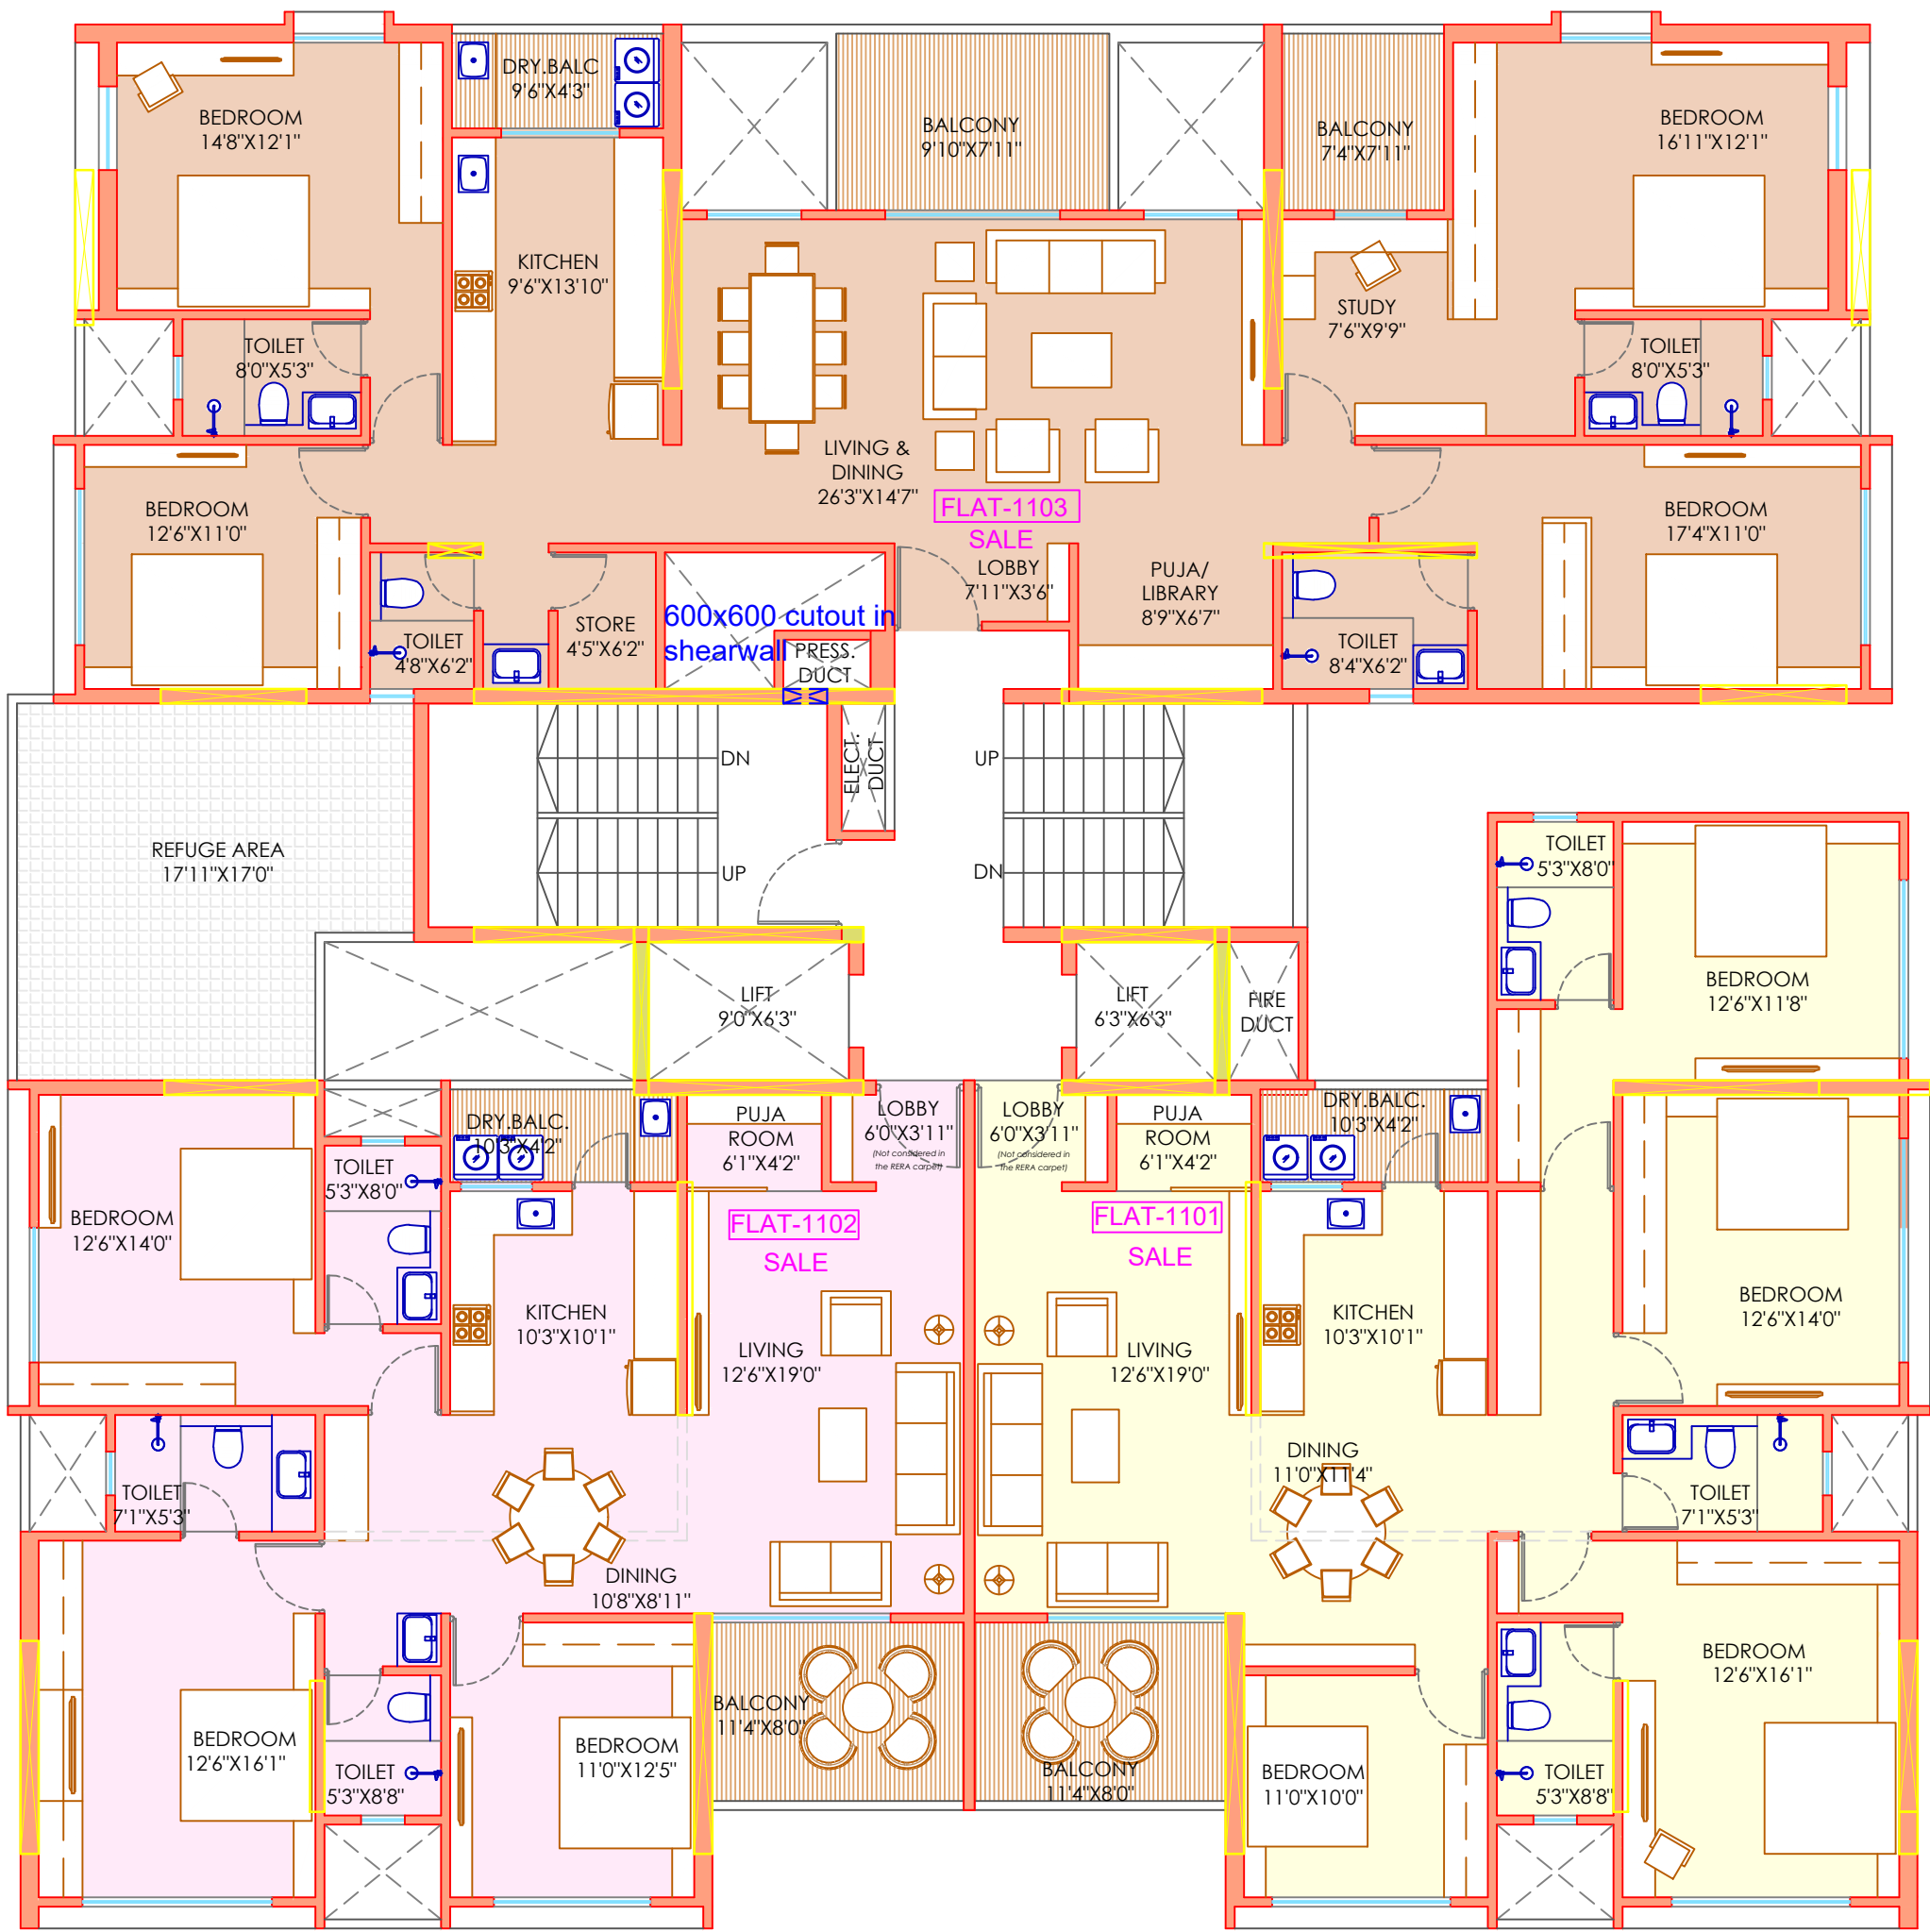 DRY.BALC
9'6"X4'3"
BEDROOM
14'8"X12'1"
BALCONY
9'10"X7'11"
BALCONY
7'4"X7'11"
BEDROOM
16'11"X12'1"
KITCHEN
9'6"X13'10"
STUDY
7'6"X9'9"
TOILET
8'0"X5'3"
TOILET
8'0"X5'3"
LIVING &
DINING
26'3"X14'7"
FLAT-1103
SALE
BEDROOM
12'6"X11'0"
BEDROOM
17'4"X11'0"
LOBBY
7'11"X3'6"
PUJA/
LIBRARY
8'9"X6'7"
600x600 cutout in
shearwall
TOILET
4'8"X6'2"
STORE
4'5"X6'2"
PRESS.
DUCT
TOILET
8'4"X6'2"
ELECT.
DUCT
DN
UP
UP
DN
REFUGE AREA
17'11"X17'0"
TOILET
5'3"X8'0"
BEDROOM
12'6"X11'8"
LIFT
9'0"X6'3"
LIFT
6'3"X6'3"
FIRE
DUCT
DRY.BALC.
10'3"X4'2"
PUJA
ROOM
6'1"X4'2"
LOBBY
6'0"X3'11"
(Not considered in
the RERA carpet)
LOBBY
6'0"X3'11"
(Not considered in
the RERA carpet)
PUJA
ROOM
6'1"X4'2"
DRY.BALC.
10'3"X4'2"
TOILET
5'3"X8'0"
BEDROOM
12'6"X14'0"
FLAT-1102
SALE
FLAT-1101
SALE
KITCHEN
10'3"X10'1"
LIVING
12'6"X19'0"
LIVING
12'6"X19'0"
KITCHEN
10'3"X10'1"
BEDROOM
12'6"X14'0"
DINING
11'0"X11'4"
TOILET
7'1"X5'3"
TOILET
7'1"X5'3"
DINING
10'8"X8'11"
BEDROOM
12'6"X16'1"
TOILET
5'3"X8'8"
BEDROOM
11'0"X12'5"
BALCONY
11'4"X8'0"
BALCONY
11'4"X8'0"
BEDROOM
11'0"X10'0"
TOILET
5'3"X8'8"
BEDROOM
12'6"X16'1"